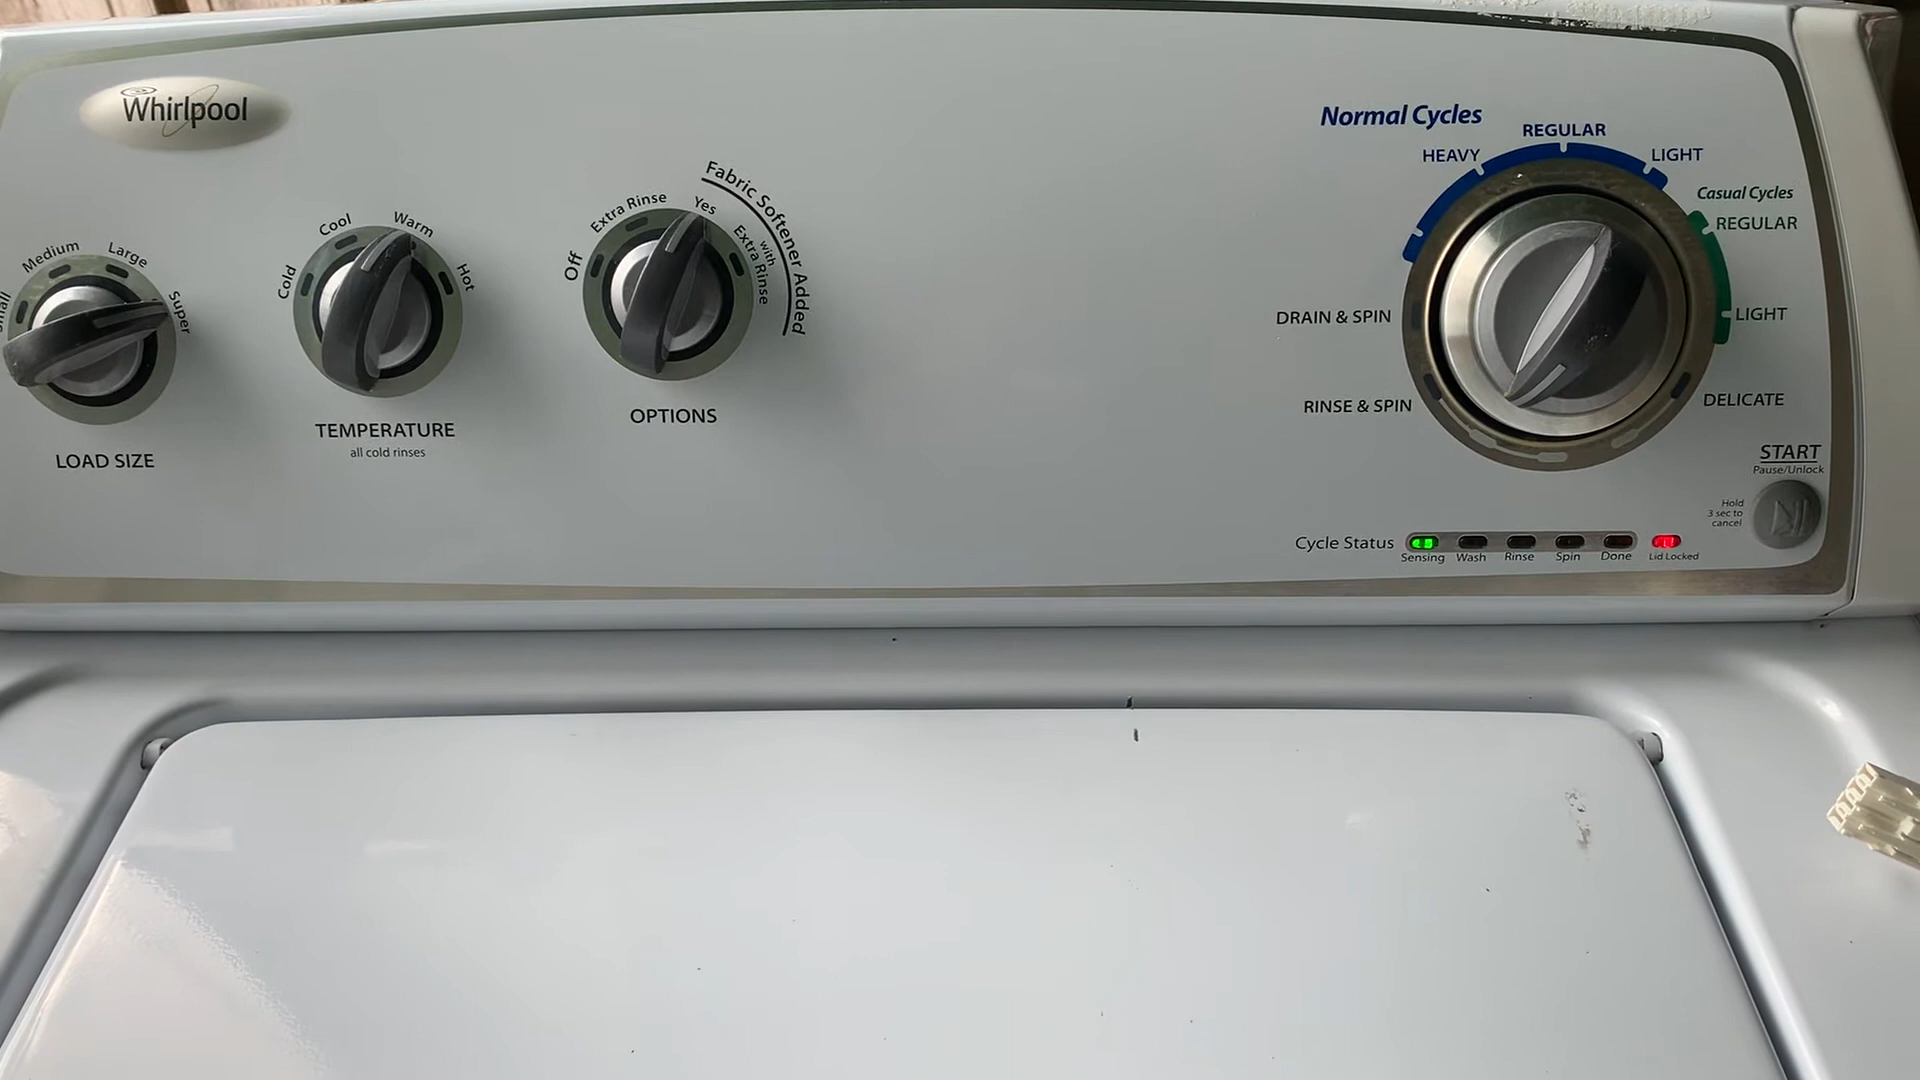 Whirlpool
Small
Medium
Large
Super
LOAD SIZE
Cold
Cool
Warm
Hot
TEMPERATURE
all cold rinses
Off
Extra Rinse
Yes
with
Extra Rinse
Fabric Softener Added
OPTIONS
Normal Cycles
HEAVY
REGULAR
LIGHT
Casual Cycles
REGULAR
LIGHT
DELICATE
DRAIN & SPIN
RINSE & SPIN
START
Pause/Unlock
Hold
3 sec to
cancel
Cycle Status
Sensing
Wash
Rinse
Spin
Done
Lid Locked